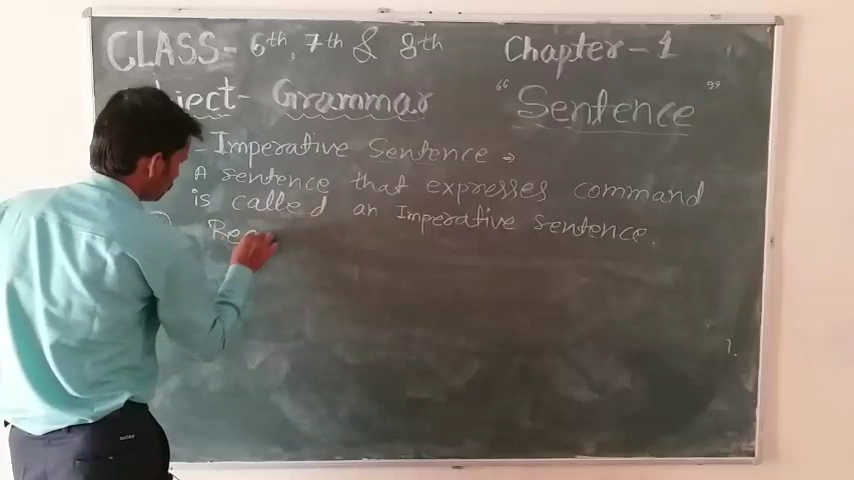 CLASS- 6th, 7th & 8th
Chapter-1
Grammar
"Sentence"
- Imperative Sentence →
A sentence that expresses command
is called an Imperative sentence.